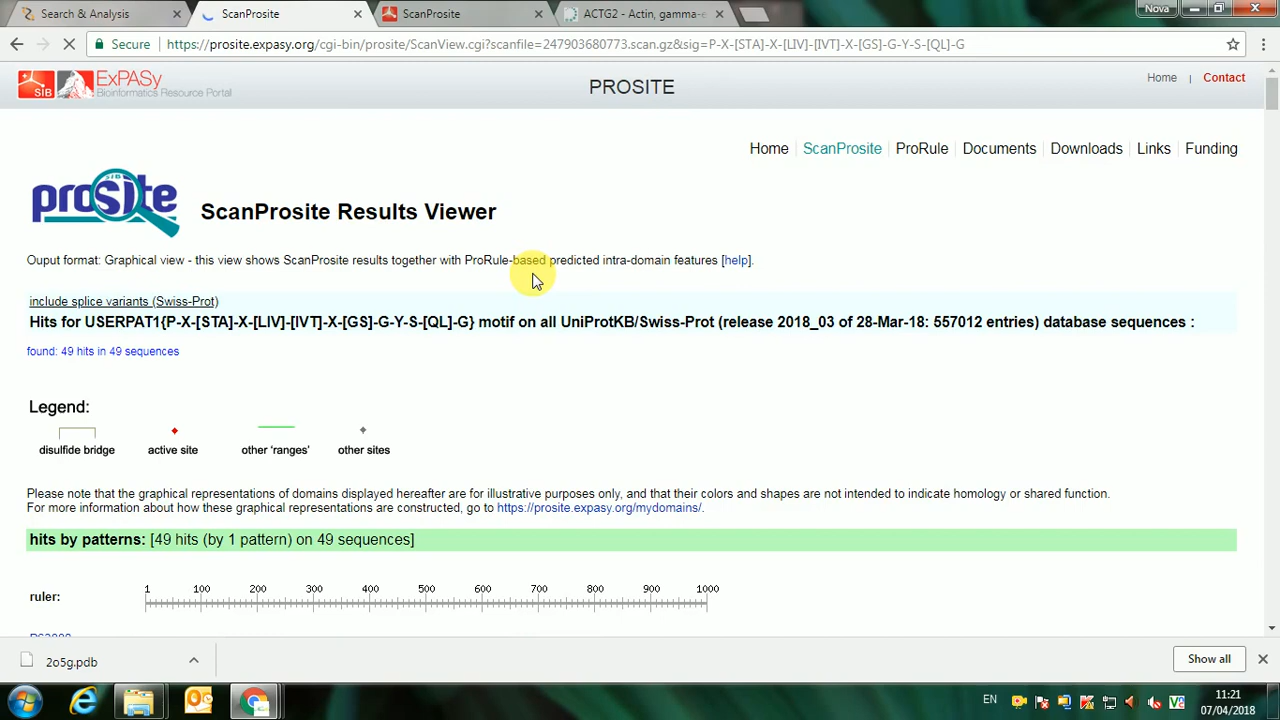 Search & Analysis
ScanProsite
ScanProsite
ACTG2 - Actin, gamma-e
Nova
Secure
https://prosite.expasy.org/cgi-bin/prosite/ScanView.cgi?scanfile=247903680773.scan.gz&sig=P-X-[STA]-X-[LIV]-[IVT]-X-[GS]-G-Y-S-[QL]-G
SIB
ExPASy
Bioinformatics Resource Portal
PROSITE
Home | Contact
Home ScanProsite ProRule Documents Downloads Links Funding
SIB
prosite
ScanProsite Results Viewer
Ouput format: Graphical view - this view shows ScanProsite results together with ProRule-based predicted intra-domain features [help].
include splice variants (Swiss-Prot)
Hits for USERPAT1{P-X-[STA]-X-[LIV]-[IVT]-X-[GS]-G-Y-S-[QL]-G} motif on all UniProtKB/Swiss-Prot (release 2018_03 of 28-Mar-18: 557012 entries) database sequences :
found: 49 hits in 49 sequences
Legend:
disulfide bridge active site other 'ranges' other sites
Please note that the graphical representations of domains displayed hereafter are for illustrative purposes only, and that their colors and shapes are not intended to indicate homology or shared function.
For more information about how these graphical representations are constructed, go to https://prosite.expasy.org/mydomains/.
hits by patterns: [49 hits (by 1 pattern) on 49 sequences]
1 100 200 300 400 500 600 700 800 900 1000
ruler:
2o5g.pdb
Show all
EN
11:21
07/04/2018